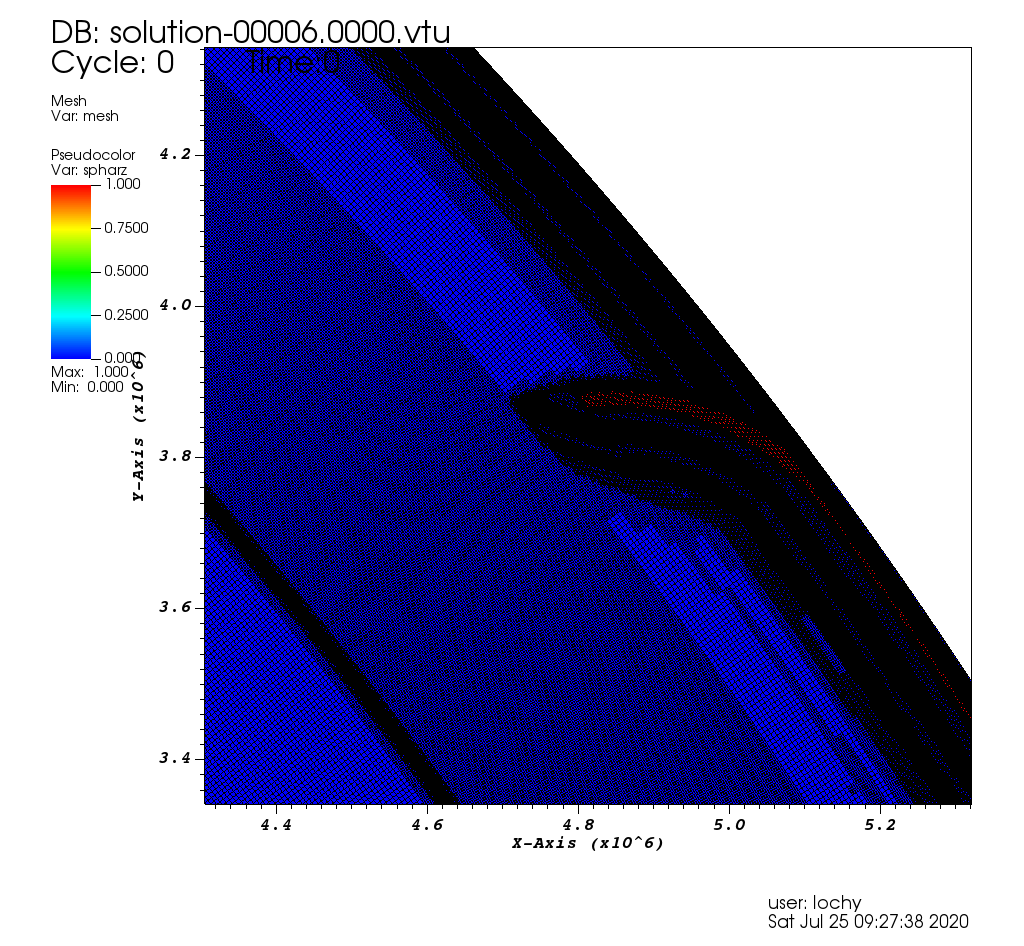 DB: solution-00006.0000.vtu
Cycle: 0 Time:0
Mesh
Var: mesh
Pseudocolor
Var: spharz
1.000
0.7500
0.5000
0.2500
0.000
Max: 1.000
Min: 0.000
Y-Axis (x10^6)
4.2
4.0
3.8
3.6
3.4
4.4 4.6 4.8 5.0 5.2
X-Axis (x10^6)
user: lochy
Sat Jul 25 09:27:38 2020